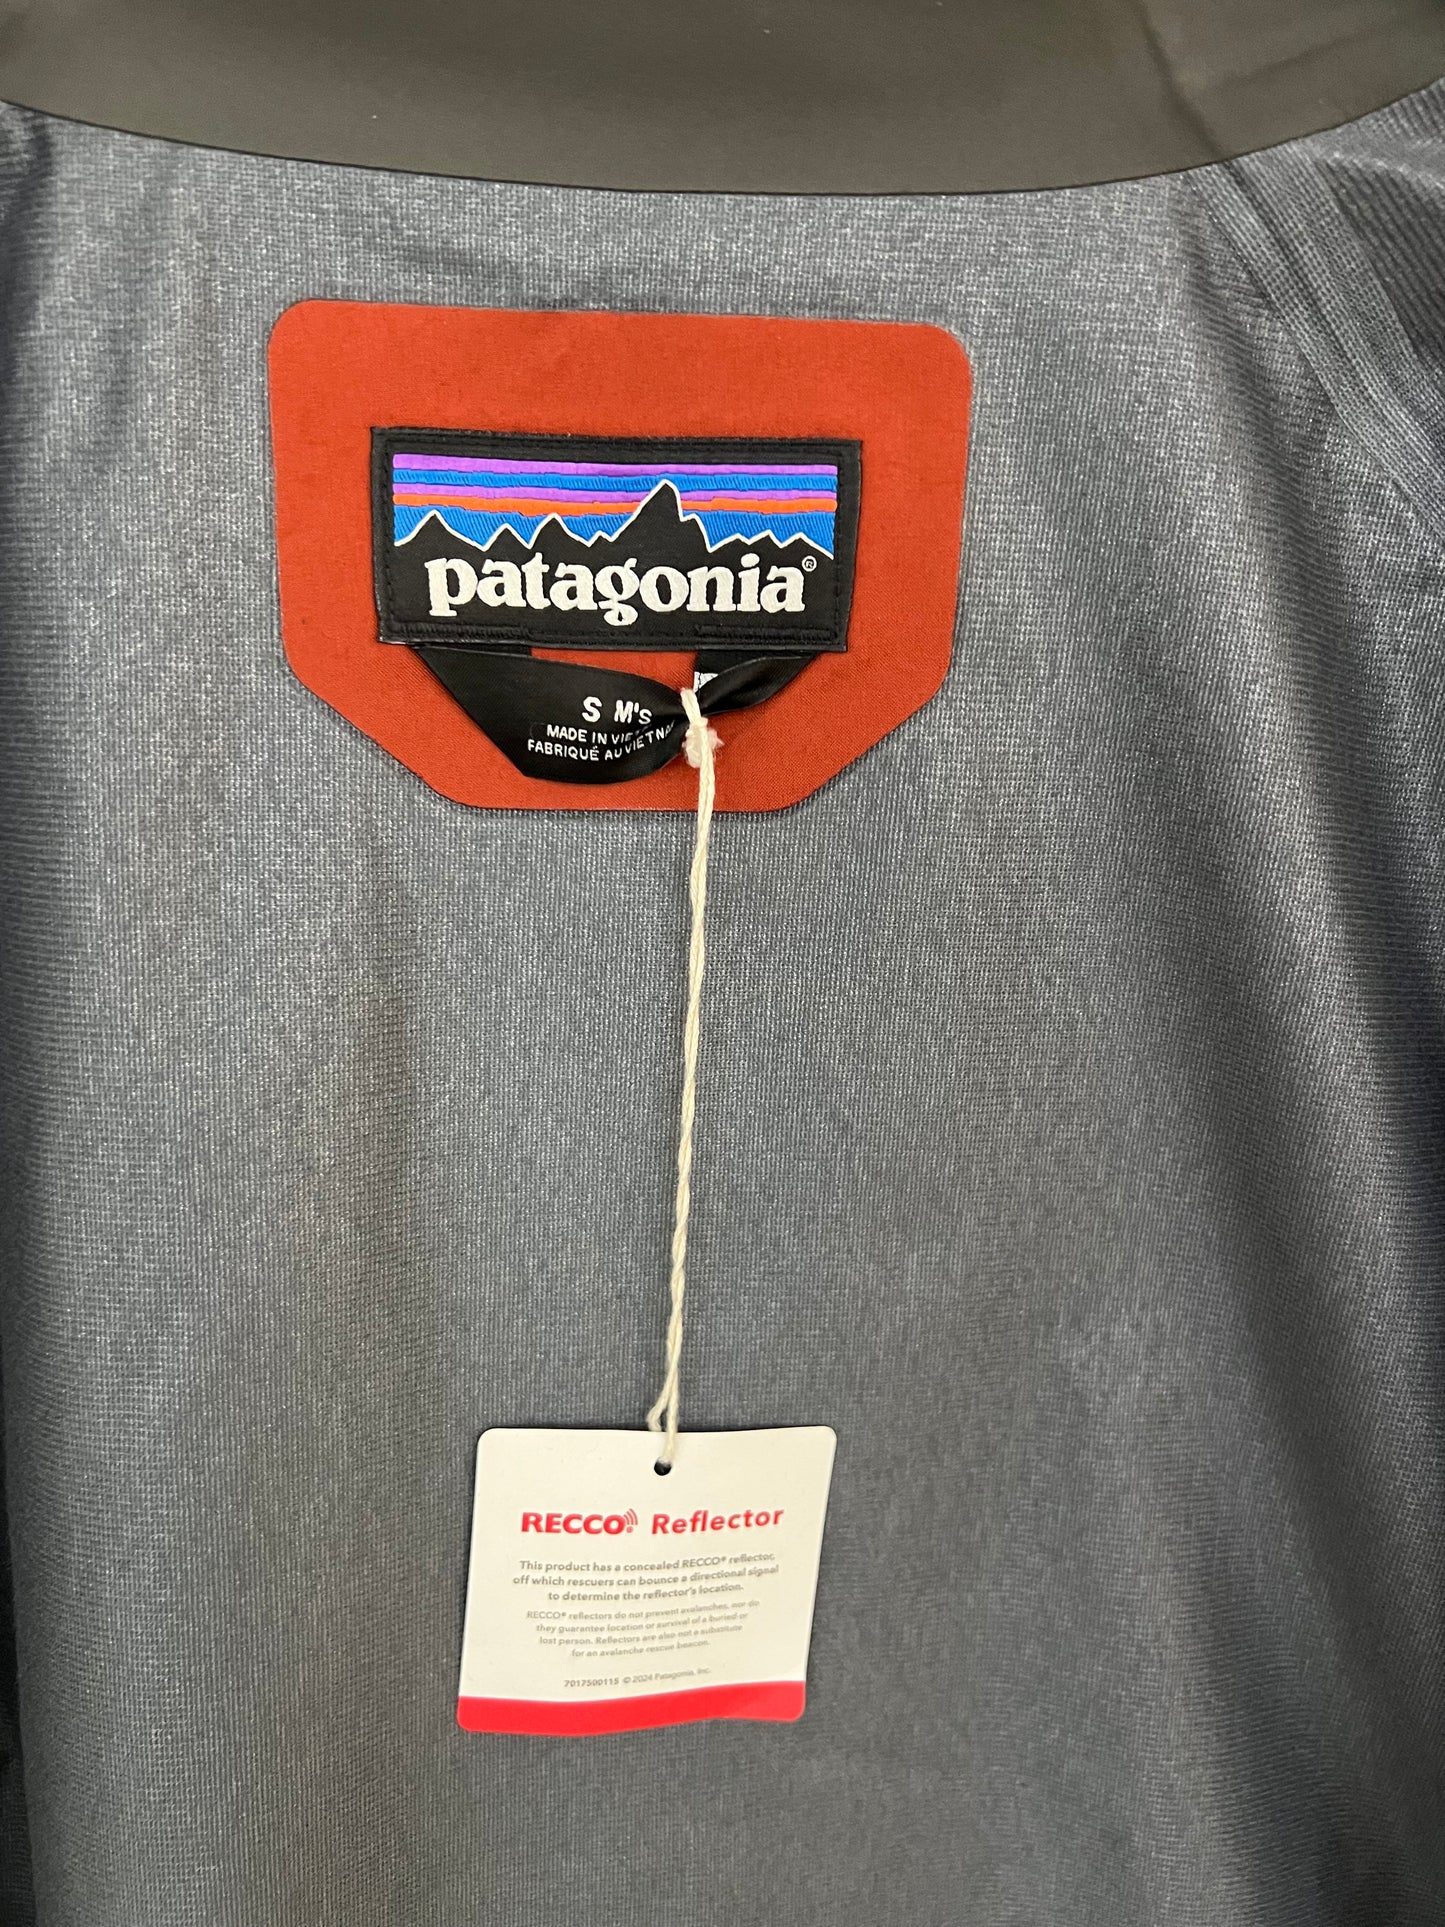 patagonia®
S M'S
MADE IN VIETNAM
FABRIQUÉ AU VIETNAM
RECCO® Reflector
This product has a concealed RECCO® reflector,
off which rescuers can bounce a directional signal
to determine the reflector's location.
RECCO® reflectors do not prevent avalanches, nor do
they guarantee location or survival of a buried or
lost person. Reflectors are also not a substitute
for an avalanche rescue beacon.
7017500115 © 2024 Patagonia, Inc.